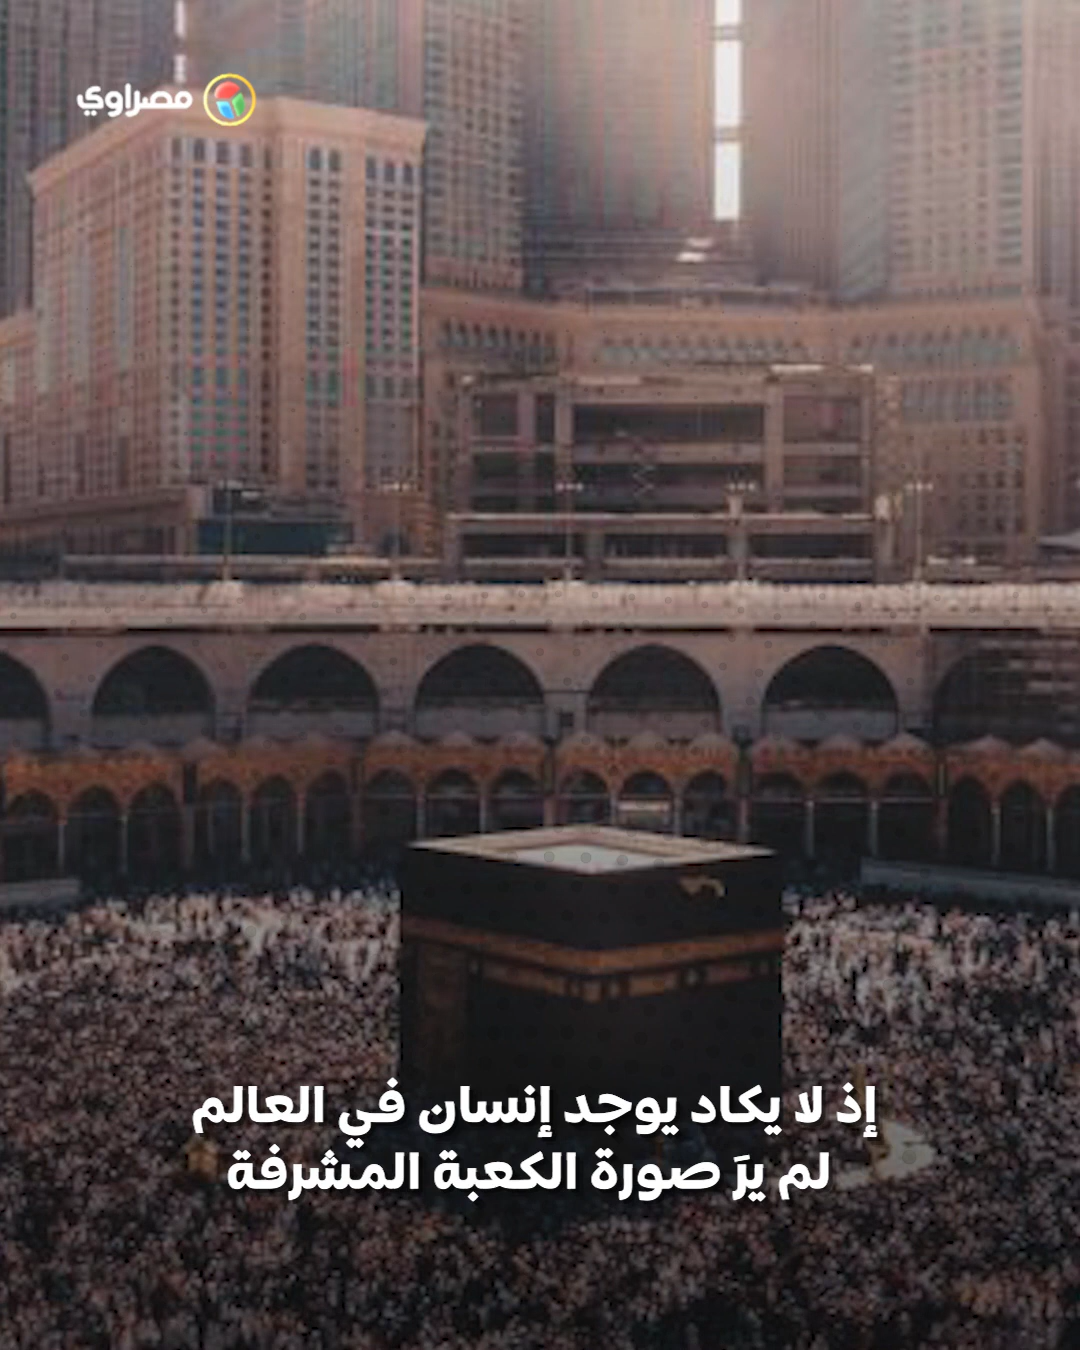 مصراوي
إذ لا يكاد يوجد إنسان في العالم
لم يرَ صورة الكعبة المشرفة